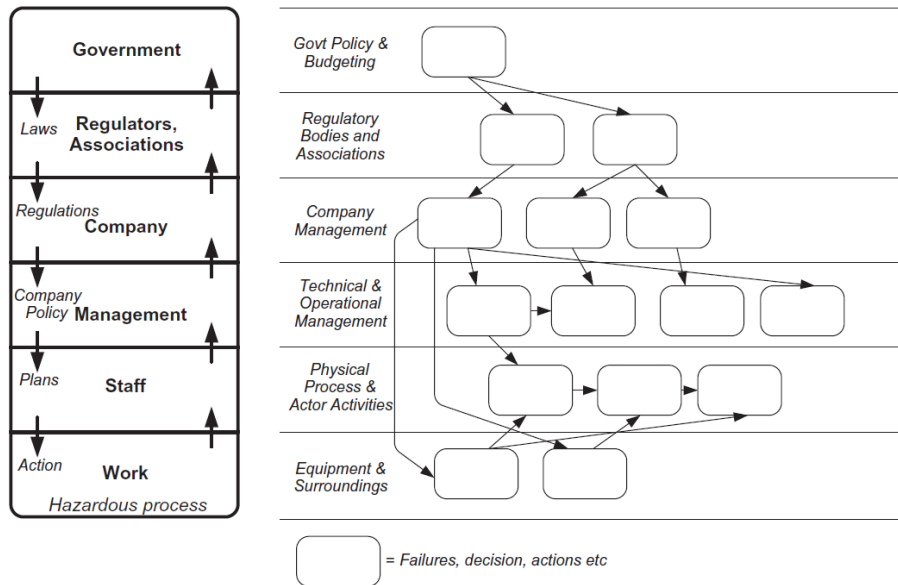 Government
Laws
Regulators,
Associations
Regulations
Company
Company
Policy
Management
Plans
Staff
Action
Work
Hazardous process
Govt Policy &
Budgeting
Regulatory
Bodies and
Associations
Company
Management
Technical &
Operational
Management
Physical
Process &
Actor Activities
Equipment &
Surroundings
= Failures, decision, actions etc